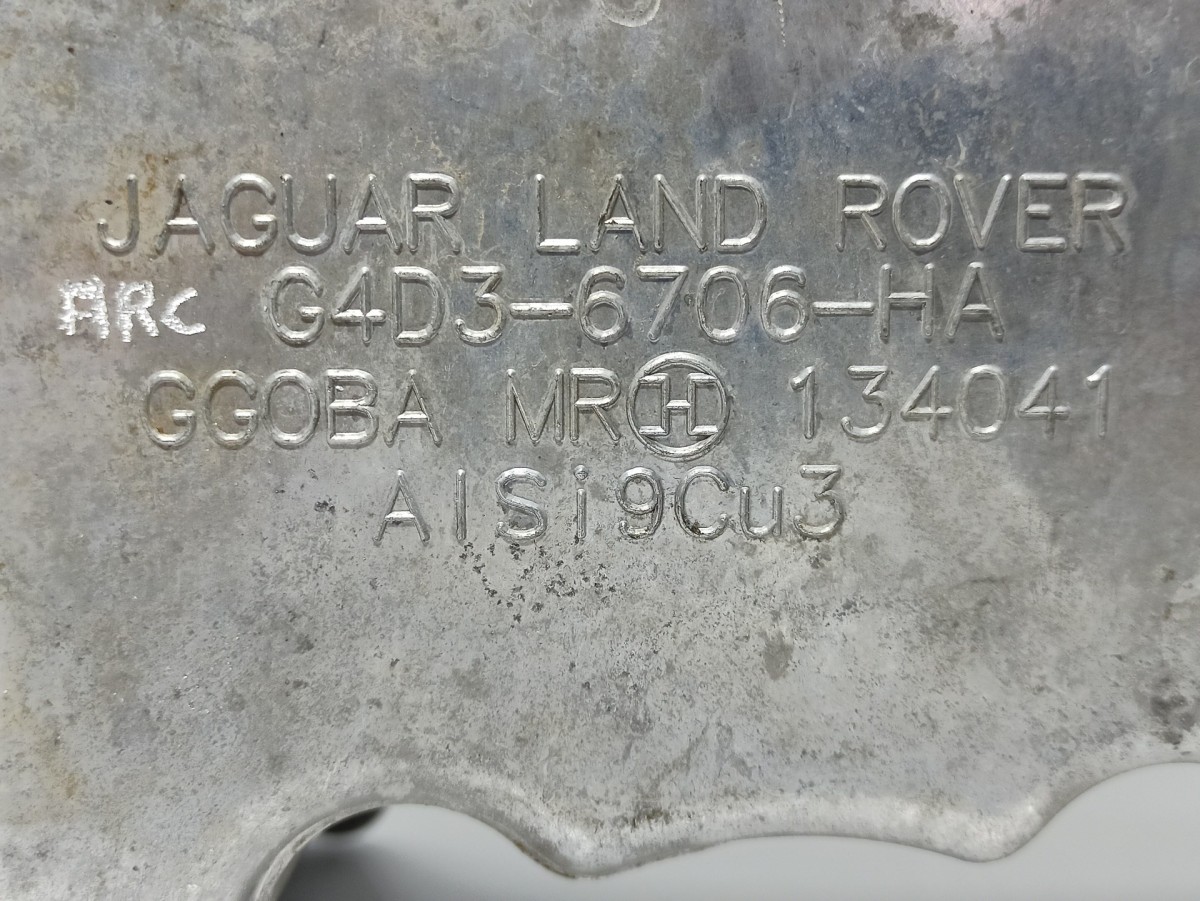 JAGUAR LAND ROVER
ARC G4D3-6706-HA
GGOBA MR H 134041
AlSi9Cu3